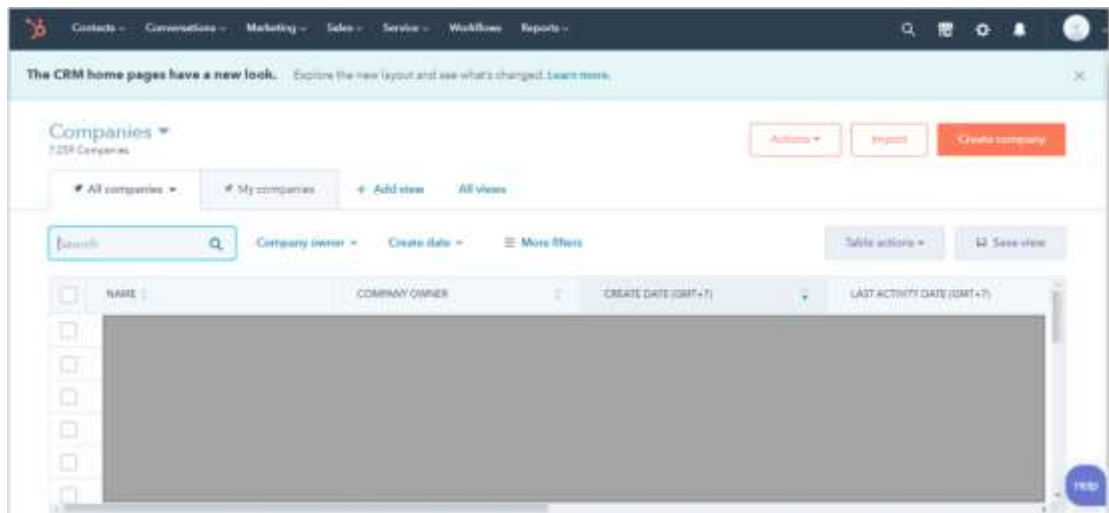 Contacts Conversations Marketing Sales Service Workflows Reports
The CRM home pages have a new look. Explore the new layout and see what's changed. Learn more.
Companies
7,259 Companies
Actions Import Create company
All companies My companies + Add view All views
Search Company owner Create date More filters Table actions Save view
NAME COMPANY OWNER CREATE DATE (GMT+7) LAST ACTIVITY DATE (GMT+7)
Help